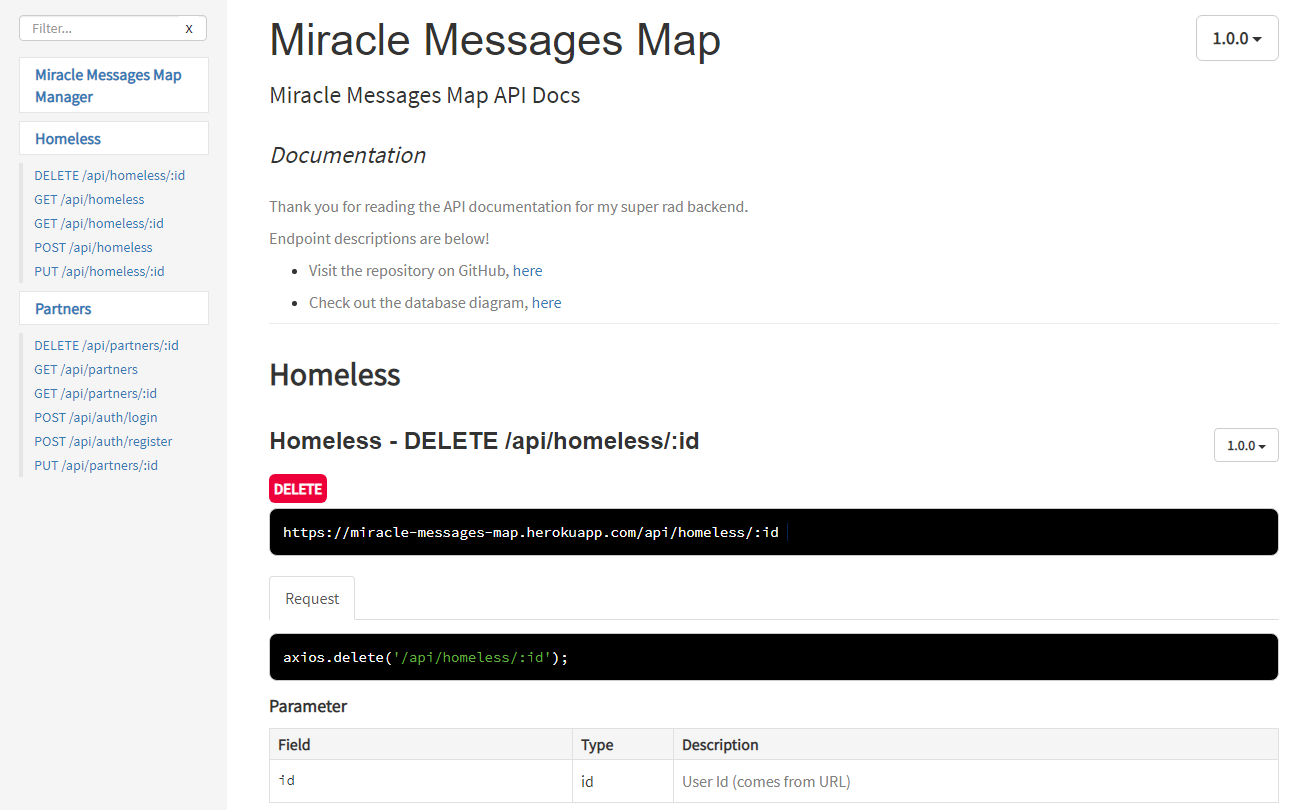 Filter...
x
Miracle Messages Map
Manager
Homeless
DELETE /api/homeless/:id
GET /api/homeless
GET /api/homeless/:id
POST /api/homeless
PUT /api/homeless/:id
Partners
DELETE /api/partners/:id
GET /api/partners
GET /api/partners/:id
POST /api/auth/login
POST /api/auth/register
PUT /api/partners/:id
Miracle Messages Map
1.0.0
Miracle Messages Map API Docs
Documentation
Thank you for reading the API documentation for my super rad backend.
Endpoint descriptions are below!
• Visit the repository on GitHub, here
• Check out the database diagram, here
Homeless
Homeless - DELETE /api/homeless/:id
1.0.0
DELETE
https://miracle-messages-map.herokuapp.com/api/homeless/:id
Request
axios.delete('/api/homeless/:id');
Parameter
Field Type Description
id id User Id (comes from URL)